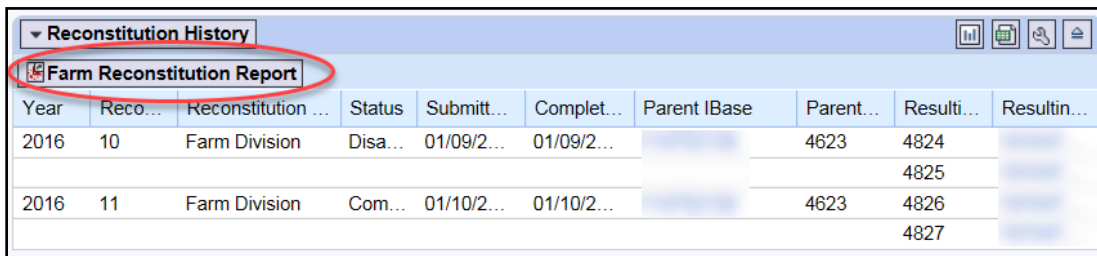 Reconstitution History
Farm Reconstitution Report
Year Reco... Reconstitution ... Status Submitt... Complet... Parent IBase Parent... Resulti... Resultin...
2016 10 Farm Division Disa... 01/09/2... 01/09/2... 4623 4824
4825
2016 11 Farm Division Com... 01/10/2... 01/10/2... 4623 4826
4827